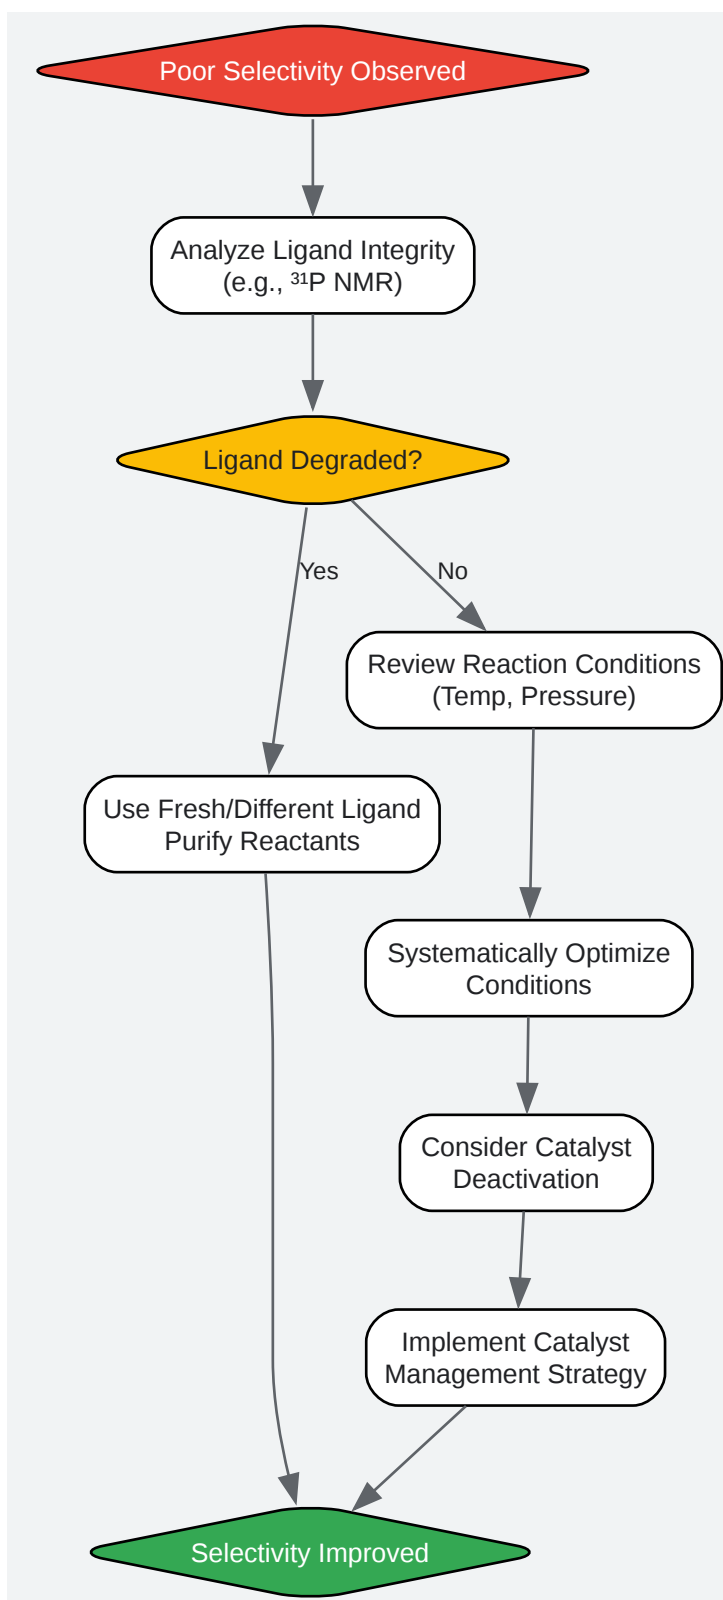 Poor Selectivity Observed
Analyze Ligand Integrity
(e.g., ³¹P NMR)
Ligand Degraded?
Yes
No
Review Reaction Conditions
(Temp, Pressure)
Use Fresh/Different Ligand
Purify Reactants
Systematically Optimize
Conditions
Consider Catalyst
Deactivation
Implement Catalyst
Management Strategy
Selectivity Improved